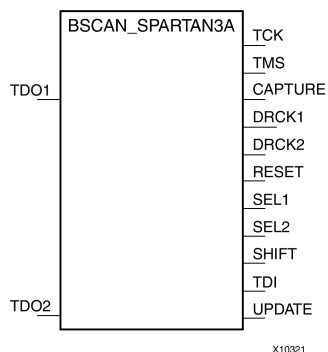 BSCAN_SPARTAN3A
TCK
TMS
TDO1
CAPTURE
DRCK1
DRCK2
RESET
SEL1
SEL2
SHIFT
TDI
TDO2
UPDATE
X10321